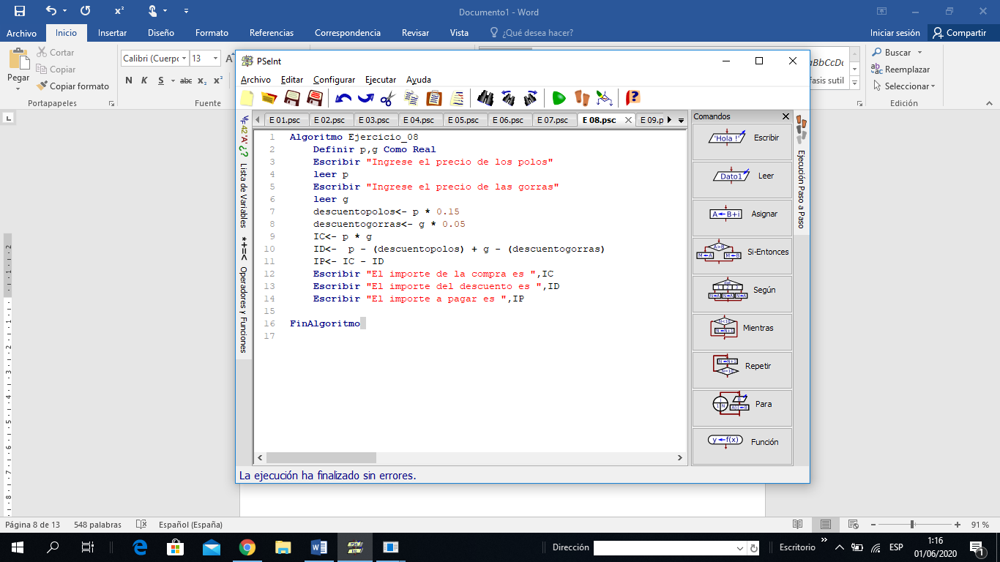 Documento1 - Word
Archivo Inicio Insertar Diseño Formato Referencias Correspondencia Revisar Vista ¿Qué desea hacer? Iniciar sesión Compartir
Pegar
Cortar
Copiar
Copiar formato
Portapapeles
Calibri (Cuerpo 13
N K S abc x₂ x²
Fuente
fasis sutil
Buscar
Reemplazar
Seleccionar
Edición
PSeInt
Archivo Editar Configurar Ejecutar Ayuda
E 01.psc E 02.psc E 03.psc E 04.psc E 05.psc E 06.psc E 07.psc E 08.psc E 09.p
Lista de Variables
Operadores y Funciones
1 Algoritmo Ejercicio_08
2 Definir p,g Como Real
3 Escribir "Ingrese el precio de los polos"
4 leer p
5 Escribir "Ingrese el precio de las gorras"
6 leer g
7 descuentopolos<- p * 0.15
8 descuentogorras<- g * 0.05
9 IC<- p * g
10 ID<-  p - (descuentopolos) + g - (descuentogorras)
11 IP<- IC - ID
12 Escribir "El importe de la compra es ",IC
13 Escribir "El importe del descuento es ",ID
14 Escribir "El importe a pagar es ",IP
15
16 FinAlgoritmo
17
Comandos
'Hola !' Escribir
Dato1 Leer
A←B+i Asignar
A>B M←A M←B Si-Entonces
Según
Mientras
Repetir
Para
y←f(x) Función
Ejecución Paso a Paso
La ejecución ha finalizado sin errores.
Página 8 de 13 548 palabras Español (España) 91 %
Dirección Escritorio ESP 1:16
01/06/2020
1